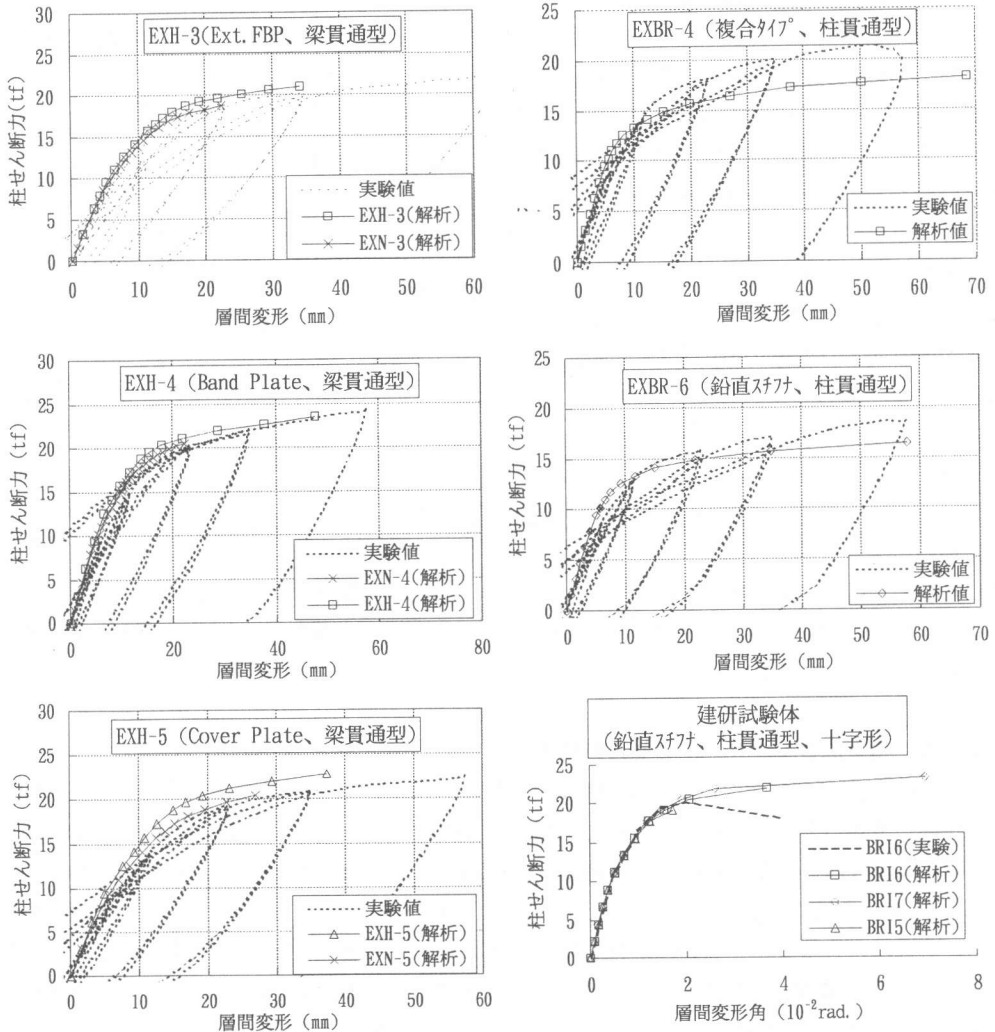 EXH-3(Ext.FBP、梁貫通型)
柱せん断力(tf)
30
25
20
15
10
5
0
実験値
EXH-3(解析)
EXN-3(解析)
0 10 20 30 40 50 60
層間変形 (mm)
EXBR-4 (複合ﾀｲﾌﾟ、柱貫通型)
柱せん断力 (tf)
25
20
15
10
5
0
実験値
解析値
0 10 20 30 40 50 60 70
層間変形 (mm)
EXH-4 (Band Plate、梁貫通型)
柱せん断力 (tf)
30
25
20
15
10
5
0
実験値
EXN-4(解析)
EXH-4(解析)
0 20 40 60 80
層間変形 (mm)
EXBR-6 (鉛直ｽﾁﾌﾅ、柱貫通型)
柱せん断力 (tf)
25
20
15
10
5
0
実験値
解析値
0 10 20 30 40 50 60 70
層間変形 (mm)
EXH-5 (Cover Plate、梁貫通型)
柱せん断力 (tf)
30
25
20
15
10
5
0
実験値
EXH-5(解析)
EXN-5(解析)
0 10 20 30 40 50 60
層間変形 (mm)
建研試験体
(鉛直ｽﾁﾌﾅ、柱貫通型、十字形)
柱せん断力 (tf)
25
20
15
10
5
0
BRI6(実験)
BRI6(解析)
BRI7(解析)
BRI5(解析)
0 2 4 6 8
層間変形角 (10⁻²rad.)